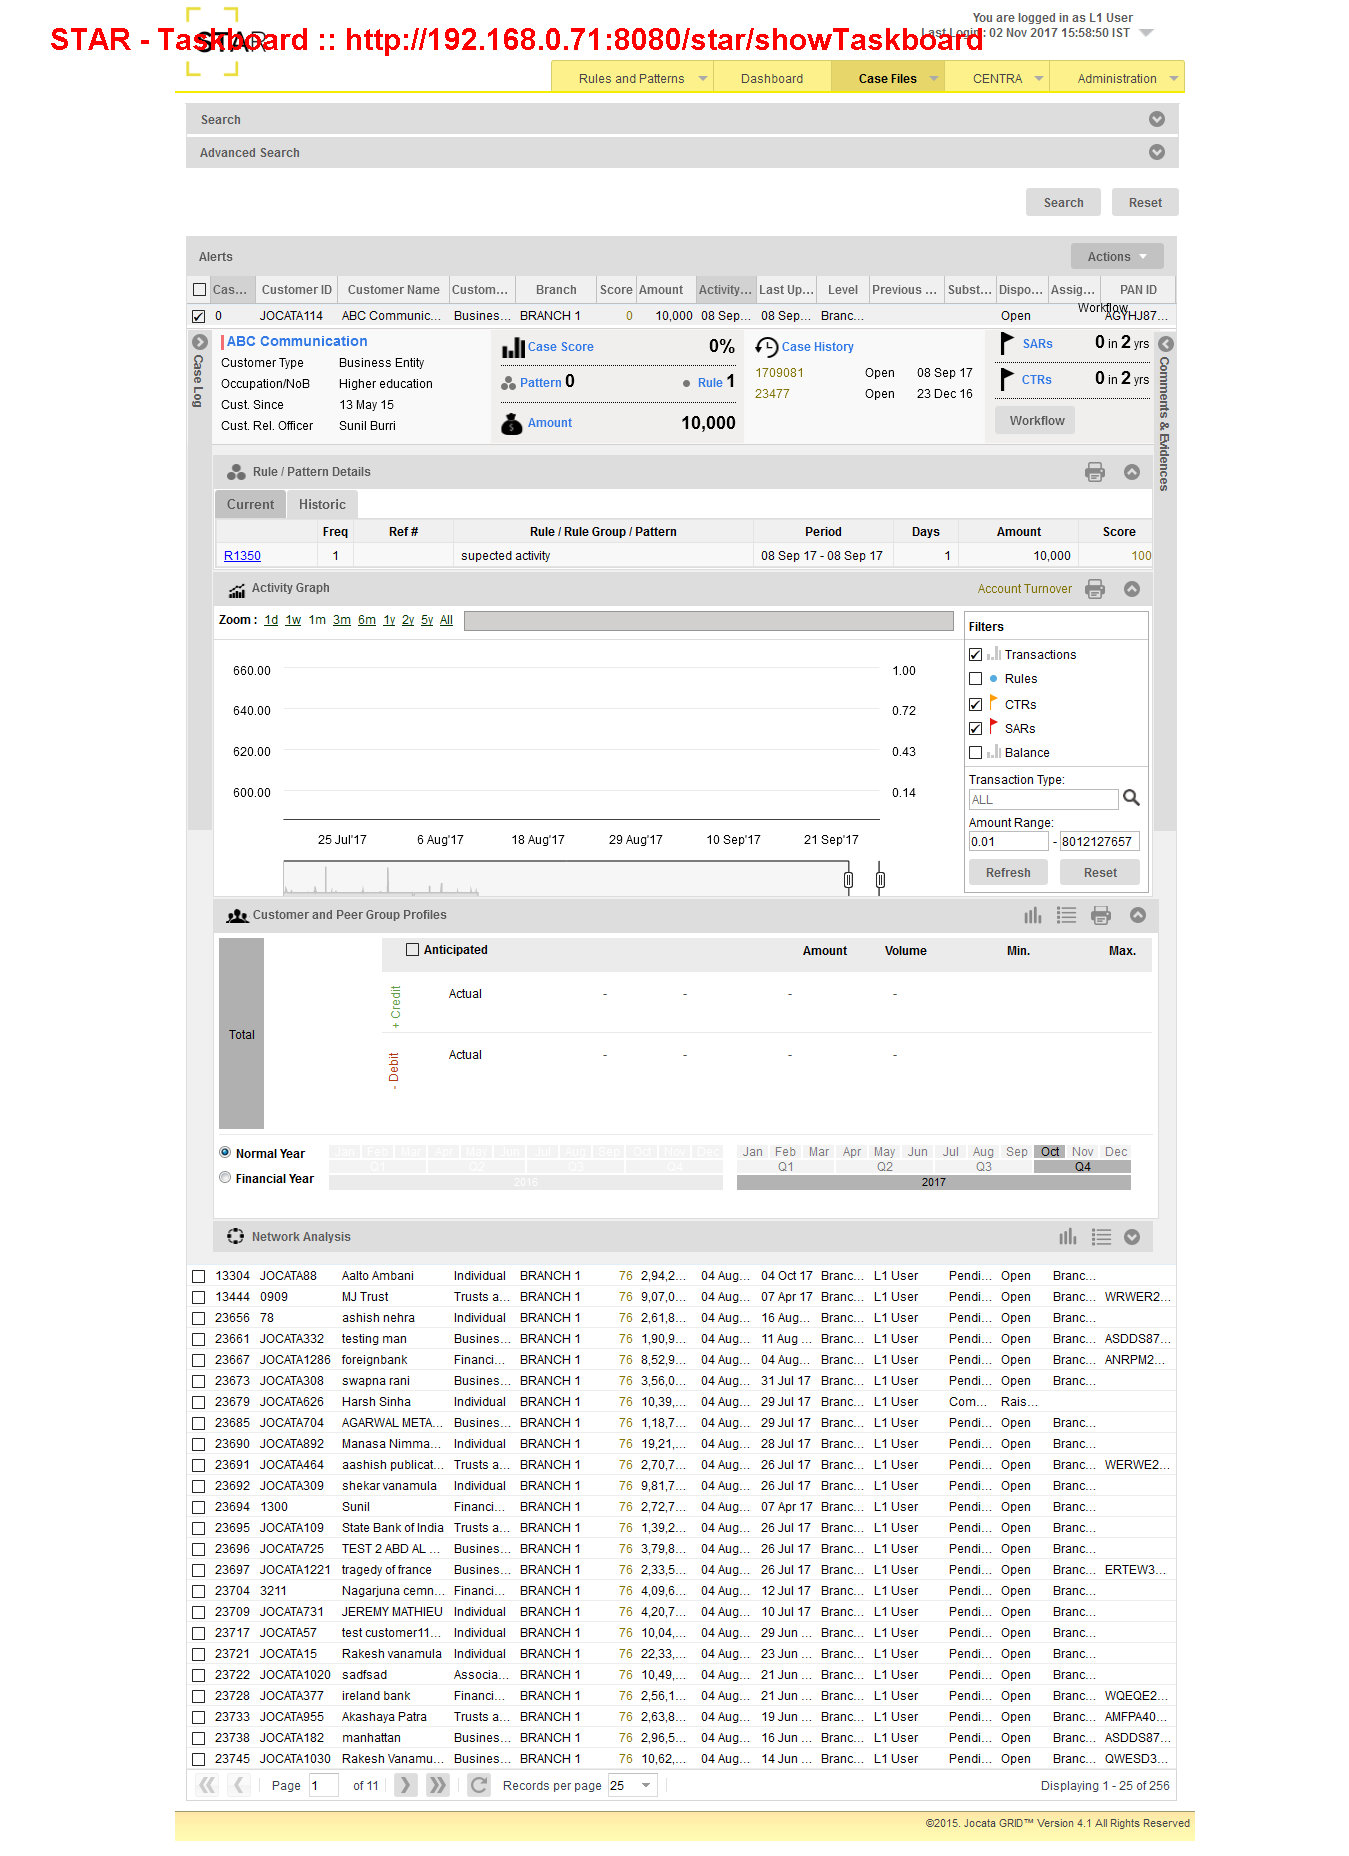 You are logged in as L1 User
STAR
STAR - Taskboard :: http://192.168.0.71:8080/star/showTaskboard
Last Login : 02 Nov 2017 15:58:50 IST
Rules and Patterns Dashboard Case Files CENTRA Administration
Search
Advanced Search
Search Reset
Alerts Actions
Cas... Customer ID Customer Name Custom... Branch Score Amount Activity... Last Up... Level Previous ... Subst... Dispo... Assig... PAN ID
Workflow
0 JOCATA114 ABC Communic... Busines... BRANCH 1 0 10,000 08 Sep... 08 Sep... Branc... Open AGYHJ87...
Case Log
Comments & Evidences
ABC Communication
Customer Type Business Entity
Occupation/NoB Higher education
Cust. Since 13 May 15
Cust. Rel. Officer Sunil Burri
Case Score 0%
Pattern 0 Rule 1
Amount 10,000
Case History
1709081 Open 08 Sep 17
23477 Open 23 Dec 16
SARs 0 in 2 yrs
CTRs 0 in 2 yrs
Workflow
Rule / Pattern Details
Current Historic
Freq Ref # Rule / Rule Group / Pattern Period Days Amount Score
R1350 1 supected activity 08 Sep 17 - 08 Sep 17 1 10,000 100
Activity Graph Account Turnover
Zoom : 1d 1w 1m 3m 6m 1y 2y 5y All
660.00 1.00
640.00 0.72
620.00 0.43
600.00 0.14
25 Jul'17 6 Aug'17 18 Aug'17 29 Aug'17 10 Sep'17 21 Sep'17
Filters
Transactions
Rules
CTRs
SARs
Balance
Transaction Type:
ALL
Amount Range:
0.01 - 8012127657
Refresh Reset
Customer and Peer Group Profiles
Anticipated Amount Volume Min. Max.
Total
+ Credit Actual - - - -
- Debit Actual - - - -
Normal Year
Financial Year
Jan Feb Mar Apr May Jun Jul Aug Sep Oct Nov Dec
Q1 Q2 Q3 Q4
2016
Jan Feb Mar Apr May Jun Jul Aug Sep Oct Nov Dec
Q1 Q2 Q3 Q4
2017
Network Analysis
13304 JOCATA88 Aalto Ambani Individual BRANCH 1 76 2,94,2... 04 Aug... 04 Oct 17 Branc... L1 User Pendi... Open Branc...
13444 0909 MJ Trust Trusts a... BRANCH 1 76 9,07,0... 04 Aug... 07 Apr 17 Branc... L1 User Pendi... Open Branc... WRWER2...
23656 78 ashish nehra Individual BRANCH 1 76 2,61,8... 04 Aug... 16 Aug... Branc... L1 User Pendi... Open Branc...
23661 JOCATA332 testing man Busines... BRANCH 1 76 1,90,9... 04 Aug... 11 Aug ... Branc... L1 User Pendi... Open Branc... ASDDS87...
23667 JOCATA1286 foreignbank Financi... BRANCH 1 76 8,52,9... 04 Aug... 04 Aug... Branc... L1 User Pendi... Open Branc... ANRPM2...
23673 JOCATA308 swapna rani Busines... BRANCH 1 76 3,56,0... 04 Aug... 31 Jul 17 Branc... L1 User Pendi... Open Branc...
23679 JOCATA626 Harsh Sinha Individual BRANCH 1 76 10,39,... 04 Aug... 29 Jul 17 Branc... L1 User Com... Rais...
23685 JOCATA704 AGARWAL META... Busines... BRANCH 1 76 1,18,7... 04 Aug... 29 Jul 17 Branc... L1 User Pendi... Open Branc...
23690 JOCATA892 Manasa Nimma... Individual BRANCH 1 76 19,21,... 04 Aug... 28 Jul 17 Branc... L1 User Pendi... Open Branc...
23691 JOCATA464 aashish publicat... Trusts a... BRANCH 1 76 2,70,7... 04 Aug... 26 Jul 17 Branc... L1 User Pendi... Open Branc... WERWE2...
23692 JOCATA309 shekar vanamula Individual BRANCH 1 76 9,81,7... 04 Aug... 26 Jul 17 Branc... L1 User Pendi... Open Branc...
23694 1300 Sunil Financi... BRANCH 1 76 2,72,7... 04 Aug... 07 Apr 17 Branc... L1 User Pendi... Open Branc...
23695 JOCATA109 State Bank of India Trusts a... BRANCH 1 76 1,39,2... 04 Aug... 26 Jul 17 Branc... L1 User Pendi... Open Branc...
23696 JOCATA725 TEST 2 ABD AL ... Busines... BRANCH 1 76 3,79,8... 04 Aug... 26 Jul 17 Branc... L1 User Pendi... Open Branc...
23697 JOCATA1221 tragedy of france Busines... BRANCH 1 76 2,33,5... 04 Aug... 26 Jul 17 Branc... L1 User Pendi... Open Branc... ERTEW3...
23704 3211 Nagarjuna cemn... Financi... BRANCH 1 76 4,09,6... 04 Aug... 12 Jul 17 Branc... L1 User Pendi... Open Branc...
23709 JOCATA731 JEREMY MATHIEU Individual BRANCH 1 76 4,20,7... 04 Aug... 10 Jul 17 Branc... L1 User Pendi... Open Branc...
23717 JOCATA57 test customer11... Individual BRANCH 1 76 10,04,... 04 Aug... 29 Jun ... Branc... L1 User Pendi... Open Branc...
23721 JOCATA15 Rakesh vanamula Individual BRANCH 1 76 22,33,... 04 Aug... 23 Jun ... Branc... L1 User Pendi... Open Branc...
23722 JOCATA1020 sadfsad Associa... BRANCH 1 76 10,49,... 04 Aug... 21 Jun ... Branc... L1 User Pendi... Open Branc...
23728 JOCATA377 ireland bank Financi... BRANCH 1 76 2,56,1... 04 Aug... 21 Jun ... Branc... L1 User Pendi... Open Branc... WQEQE2...
23733 JOCATA955 Akashaya Patra Trusts a... BRANCH 1 76 2,63,8... 04 Aug... 19 Jun ... Branc... L1 User Pendi... Open Branc... AMFPA40...
23738 JOCATA182 manhattan Busines... BRANCH 1 76 2,96,5... 04 Aug... 16 Jun ... Branc... L1 User Pendi... Open Branc... ASDDS87...
23745 JOCATA1030 Rakesh Vanamu... Busines... BRANCH 1 76 10,62,... 04 Aug... 14 Jun ... Branc... L1 User Pendi... Open Branc... QWESD3...
Page 1 of 11 Records per page 25 Displaying 1 - 25 of 256
©2015. Jocata GRID™ Version 4.1 All Rights Reserved